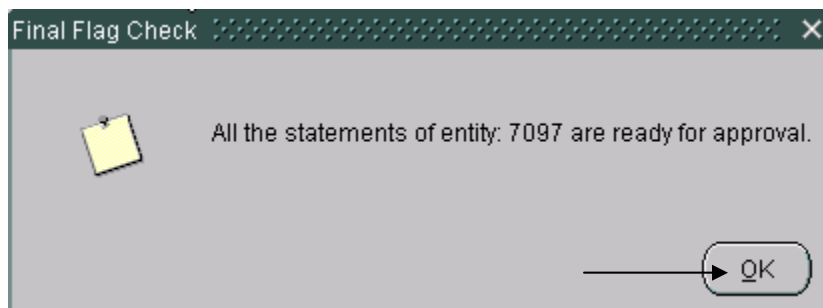 Final Flag Check
All the statements of entity: 7097 are ready for approval.
OK